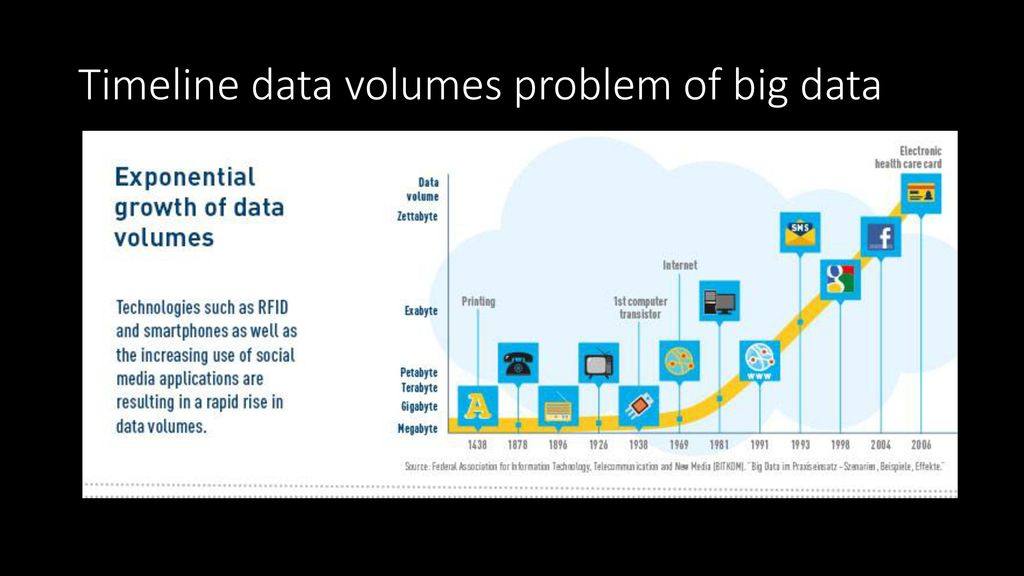 Timeline data volumes problem of big data
Exponential
growth of data
volumes
Technologies such as RFID
and smartphones as well as
the increasing use of social
media applications are
resulting in a rapid rise in
data volumes.
Data
volume
Zettabyte
Exabyte
Petabyte
Terabyte
Gigabyte
Megabyte
Printing
A
1st computer
transistor
Internet
WWW
SMS
g
f
Electronic
health care card
1438 1878 1896 1926 1938 1969 1981 1991 1993 1998 2004 2006
Source: Federal Association for Information Technology, Telecommunication and New Media (BITKOM). "Big Data im Praxiseinsatz – Szenarien, Beispiele, Effekte."